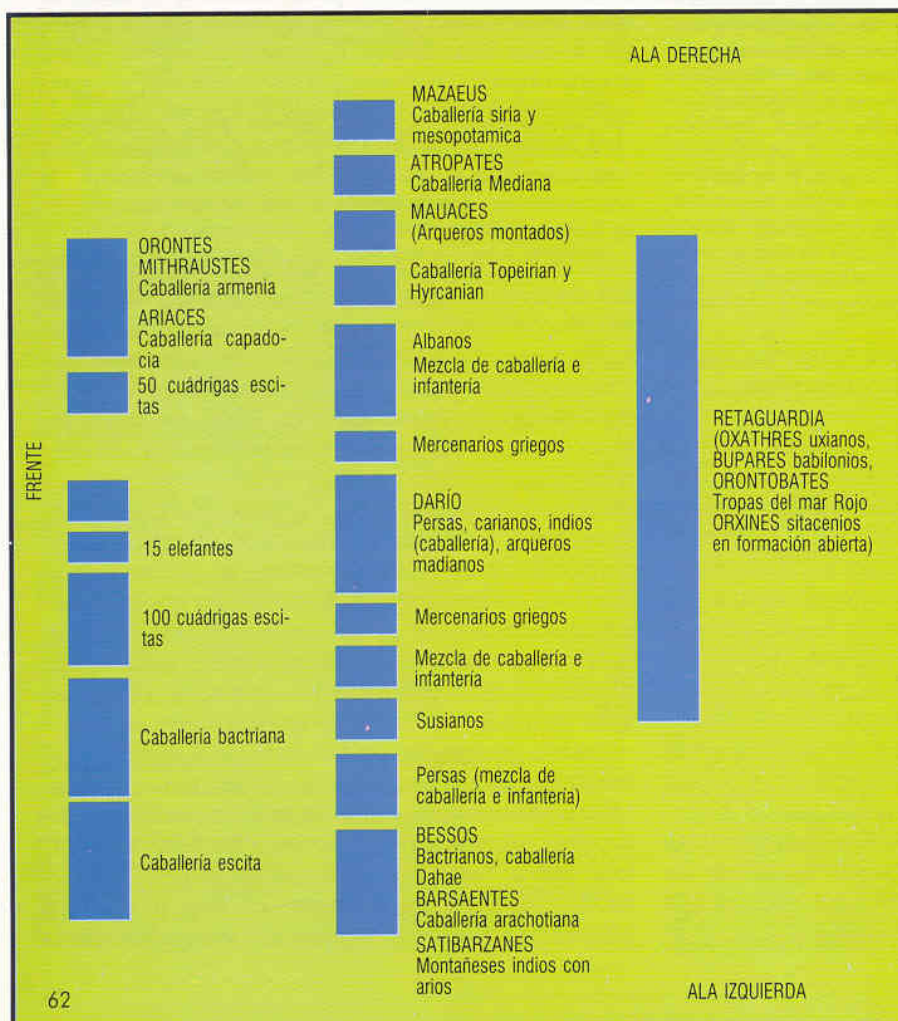 ALA DERECHA
FRENTE
ORONTES
MITHRAUSTES
Caballería armenia
ARIACES
Caballería capado-
cia
50 cuádrigas esci-
tas
15 elefantes
100 cuádrigas esci-
tas
Caballería bactriana
Caballería escita
MAZAEUS
Caballería siria y
mesopotamica
ATROPATES
Caballería Mediana
MAUACES
(Arqueros montados)
Caballería Topeirian y
Hyrcanian
Albanos
Mezcla de caballería e
infantería
Mercenarios griegos
DARÍO
Persas, carianos, indios
(caballería), arqueros
madianos
Mercenarios griegos
Mezcla de caballería e
infantería
Susianos
Persas (mezcla de
caballería e infantería)
BESSOS
Bactrianos, caballería
Dahae
BARSAENTES
Caballería arachotiana
SATIBARZANES
Montañeses indios con
arios
RETAGUARDIA
(OXATHRES uxianos,
BUPARES babilonios,
ORONTOBATES
Tropas del mar Rojo
ORXINES sitacenios
en formación abierta)
ALA IZQUIERDA
62